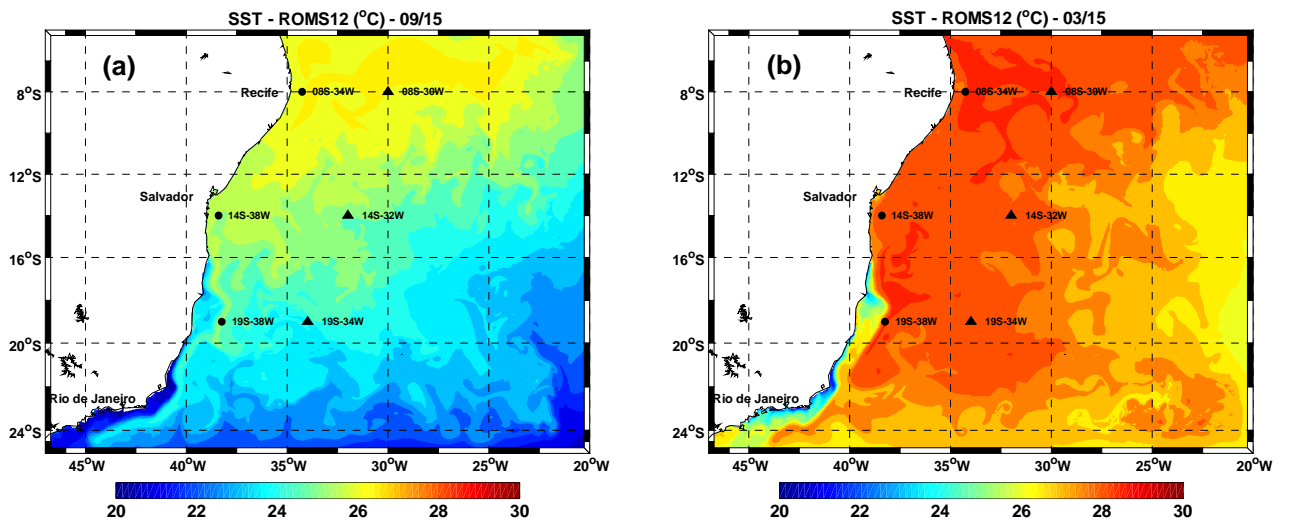 SST - ROMS12 (°C) - 09/15
(a)
Recife
08S-34W
08S-30W
Salvador
14S-38W
14S-32W
19S-38W
19S-34W
Rio de Janeiro
8°S
12°S
16°S
20°S
24°S
45°W 40°W 35°W 30°W 25°W 20°W
20 22 24 26 28 30
SST - ROMS12 (°C) - 03/15
(b)
Recife
08S-34W
08S-30W
Salvador
14S-38W
14S-32W
19S-38W
19S-34W
Rio de Janeiro
8°S
12°S
16°S
20°S
24°S
45°W 40°W 35°W 30°W 25°W 20°W
20 22 24 26 28 30